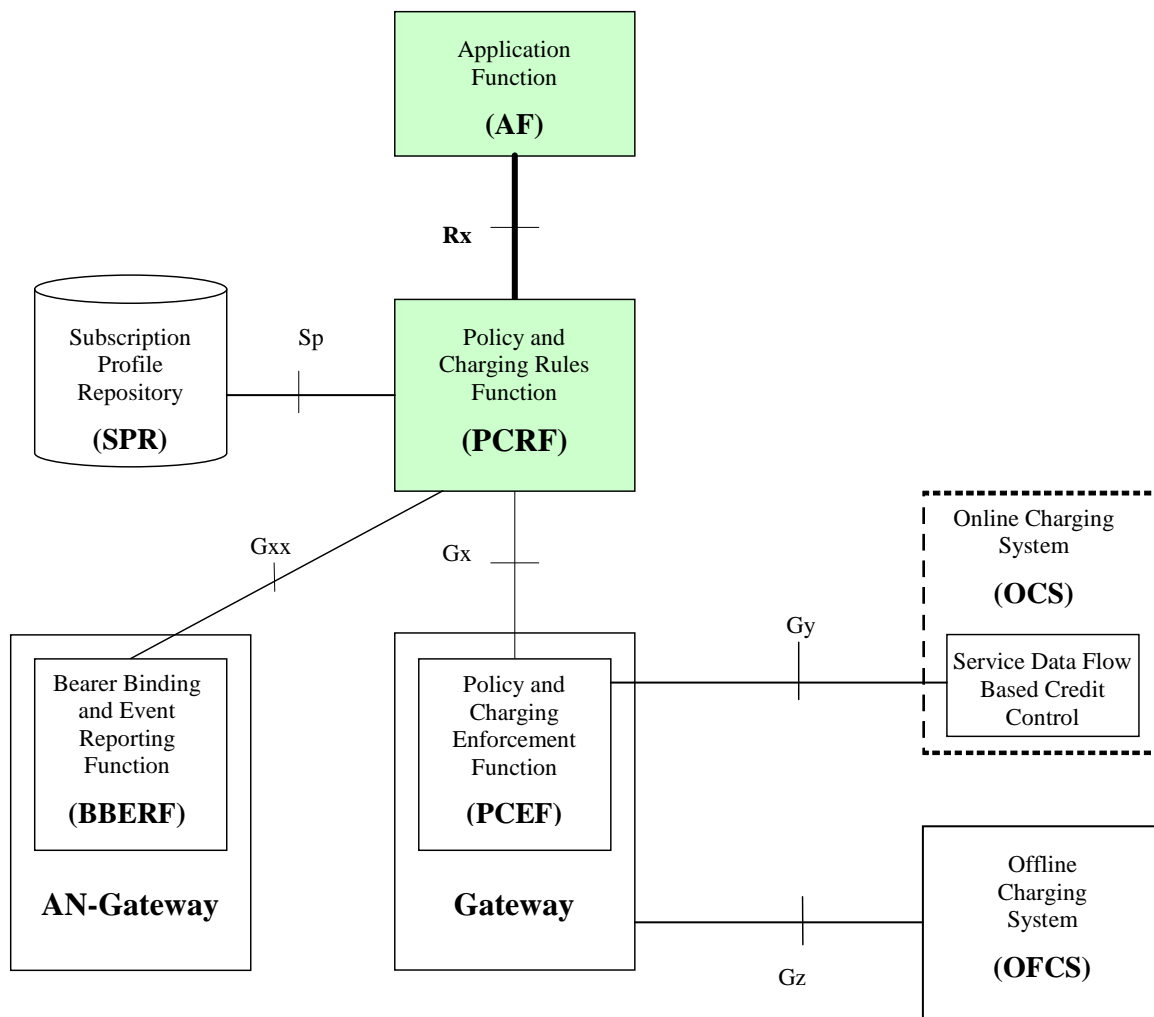 Application
Function
(AF)
Rx
Subscription
Profile
Repository
(SPR)
Sp
Policy and
Charging Rules
Function
(PCRF)
Gxx
Gx
Online Charging
System
(OCS)
Service Data Flow
Based Credit
Control
Gy
Bearer Binding
and Event
Reporting
Function
(BBERF)
AN-Gateway
Policy and
Charging
Enforcement
Function
(PCEF)
Gateway
Offline
Charging
System
(OFCS)
Gz